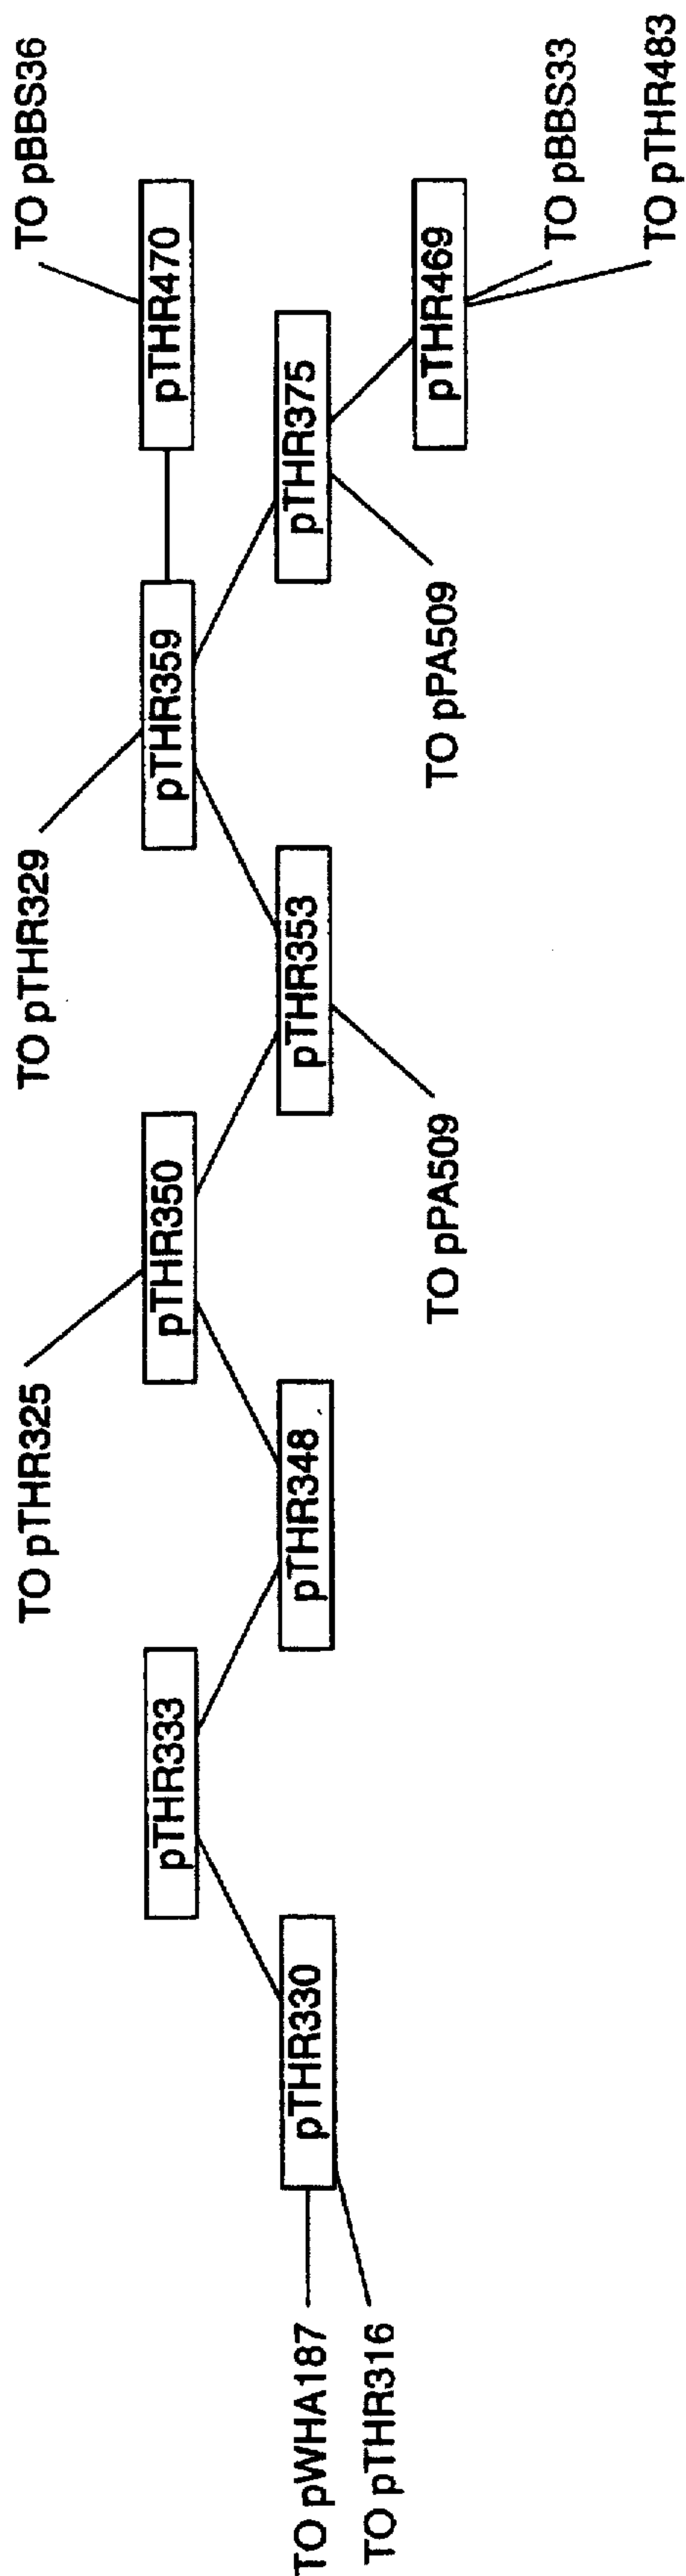 TO pWHA187
TO pTHR316
pTHR330
pTHR333
pTHR348
TO pTHR325
pTHR350
pTHR353
TO pPA509
TO pTHR329
pTHR359
pTHR375
TO pPA509
TO pBBS36
pTHR470
pTHR469
TO pBBS33
TO pTHR483